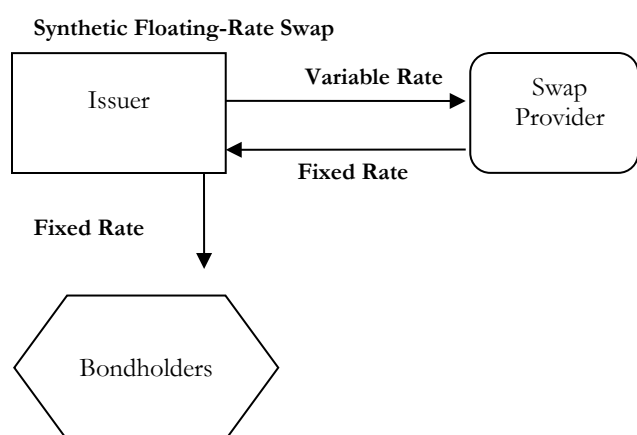 Synthetic Floating-Rate Swap
Issuer
Variable Rate
Swap
Provider
Fixed Rate
Fixed Rate
Bondholders